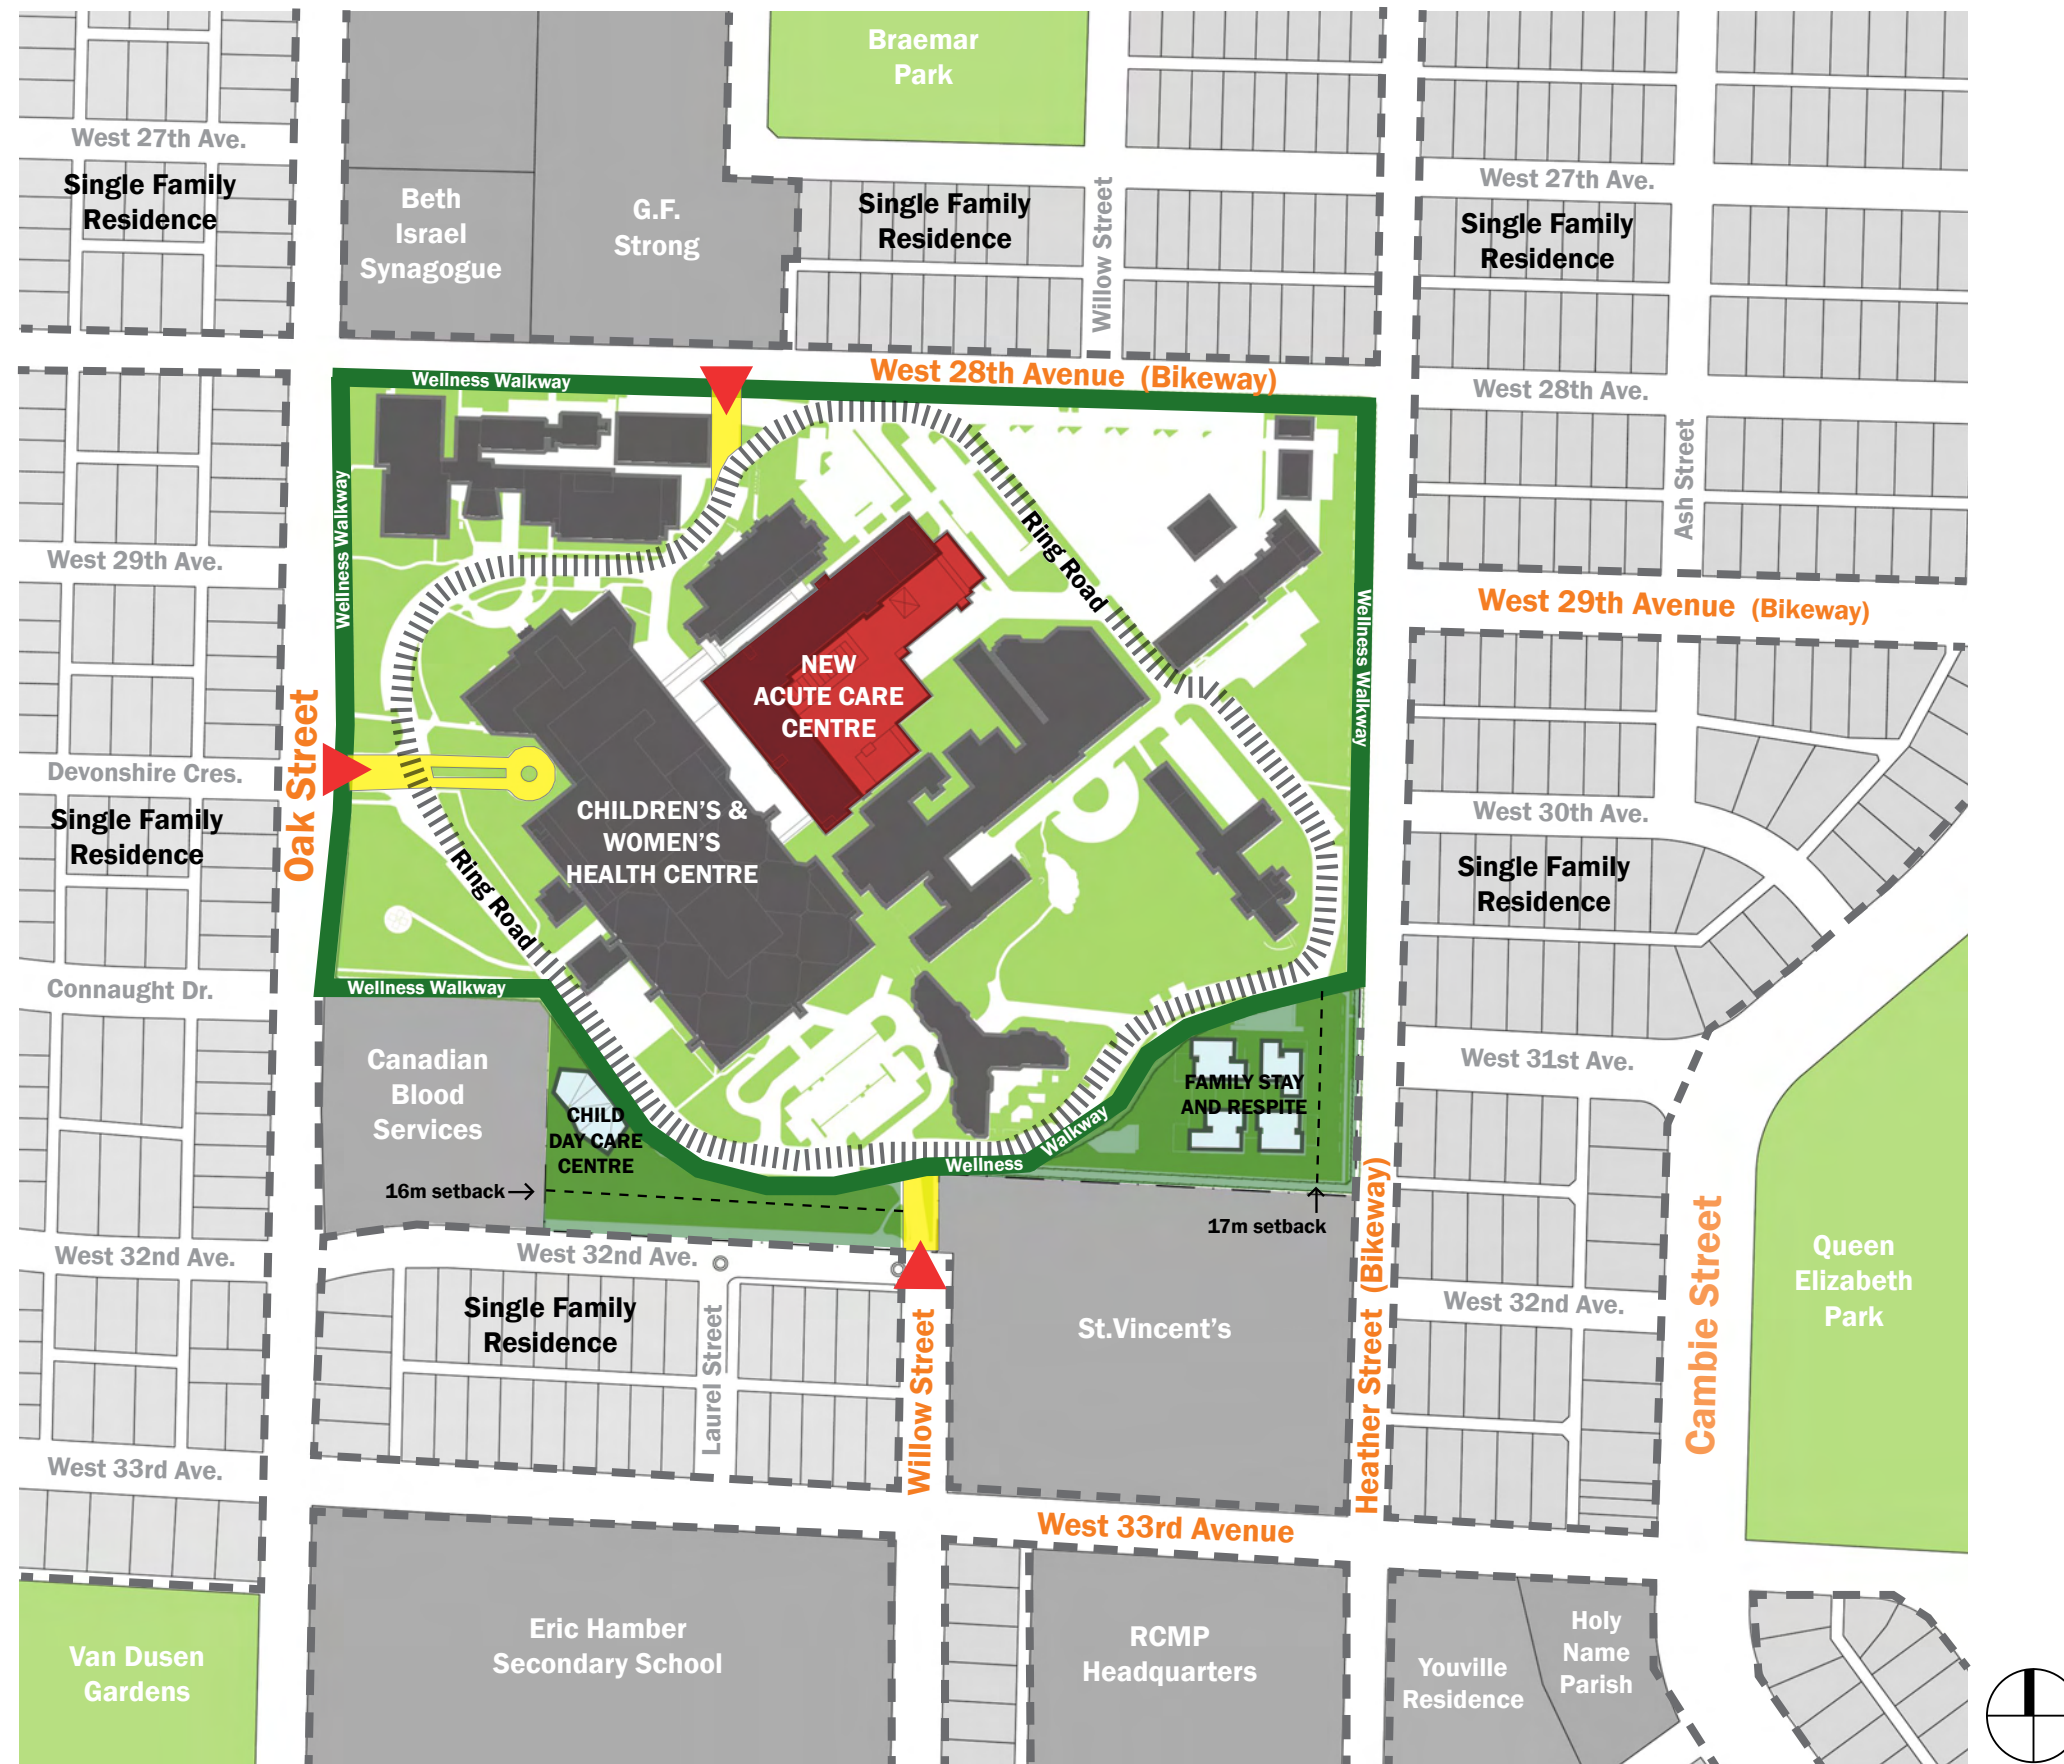 Braemar
Park
West 27th Ave.
Single Family
Residence
Beth
Israel
Synagogue
G.F.
Strong
Single Family
Residence
Willow Street
West 27th Ave.
Single Family
Residence
Wellness Walkway
West 28th Avenue (Bikeway)
West 28th Ave.
Ash Street
Wellness Walkway
West 29th Ave.
Ring Road
Wellness Walkway
West 29th Avenue (Bikeway)
NEW
ACUTE CARE
CENTRE
Oak Street
Devonshire Cres.
Single Family
Residence
CHILDREN'S &
WOMEN'S
HEALTH CENTRE
West 30th Ave.
Single Family
Residence
Ring Road
Connaught Dr.
Wellness Walkway
Canadian
Blood
Services
CHILD
DAY CARE
CENTRE
FAMILY STAY
AND RESPITE
West 31st Ave.
Wellness
Walkway
16m setback
17m setback
West 32nd Ave.
West 32nd Ave.
Single Family
Residence
Laurel Street
Willow Street
St.Vincent's
Heather Street (Bikeway)
West 32nd Ave.
Cambie Street
Queen
Elizabeth
Park
West 33rd Ave.
West 33rd Avenue
Van Dusen
Gardens
Eric Hamber
Secondary School
RCMP
Headquarters
Youville
Residence
Holy
Name
Parish